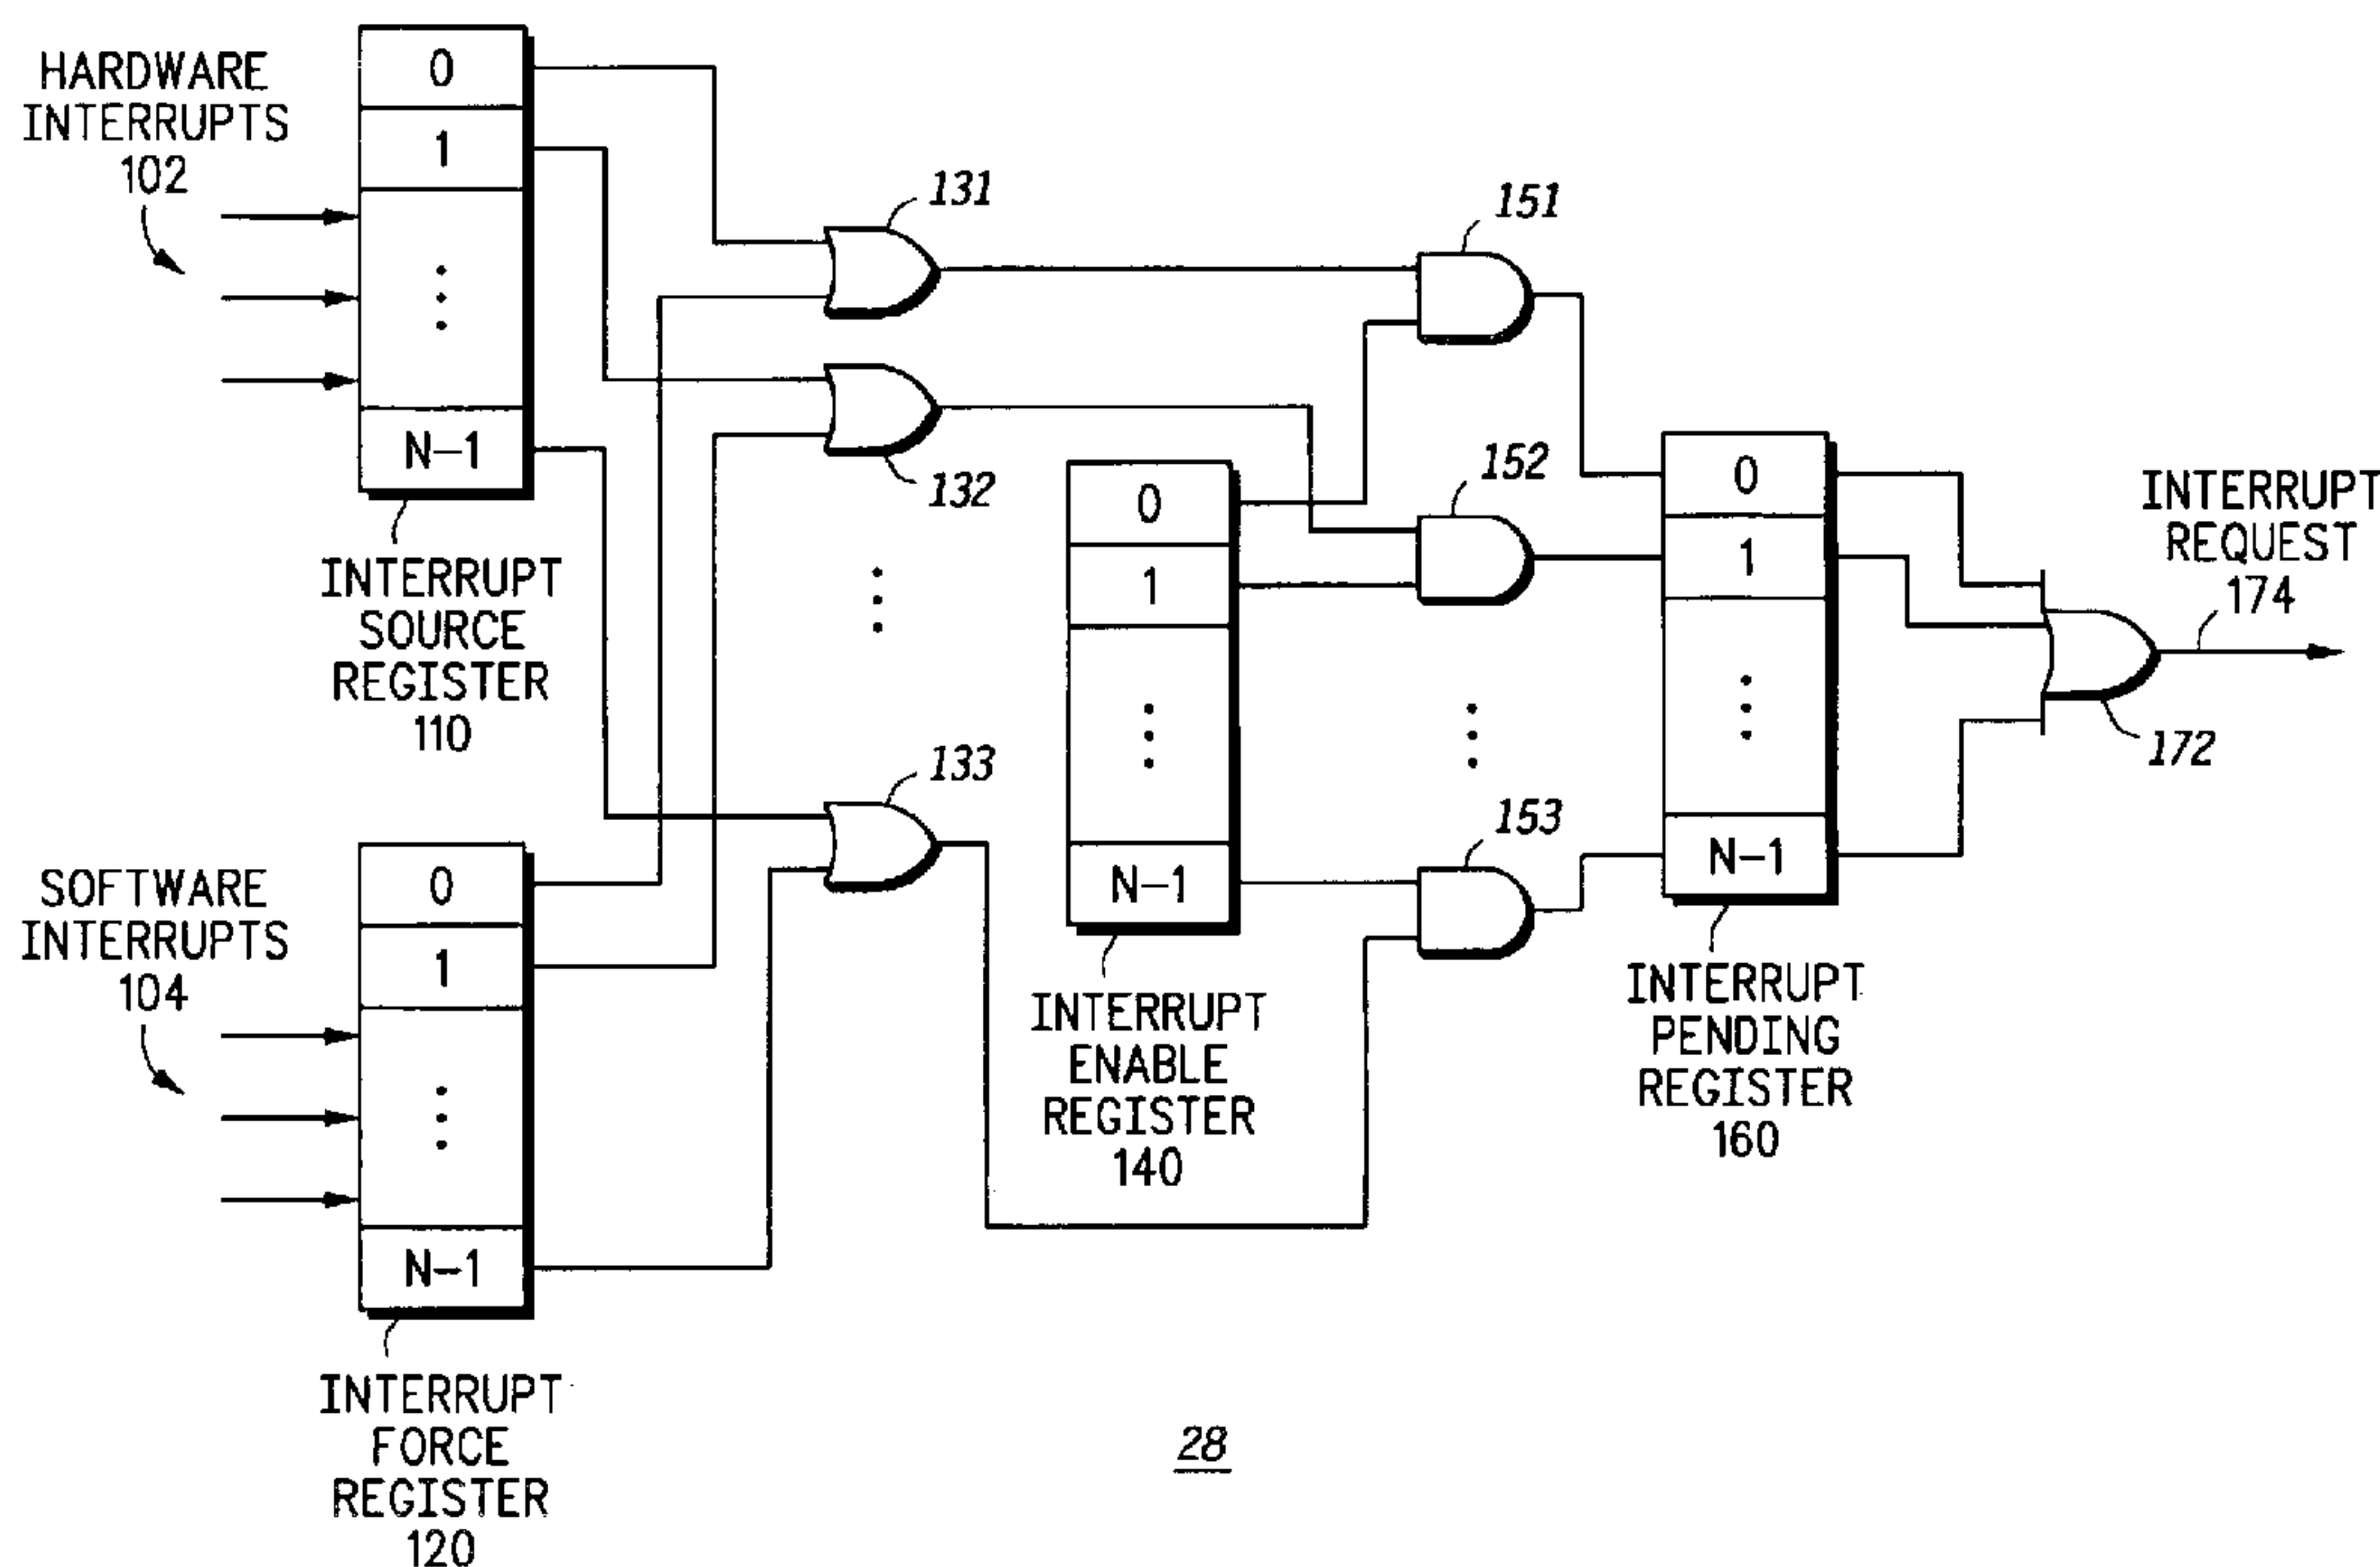 HARDWARE
INTERRUPTS
102
0
1
N-1
INTERRUPT
SOURCE
REGISTER
110
SOFTWARE
INTERRUPTS
104
0
1
N-1
INTERRUPT
FORCE
REGISTER
120
131
132
133
0
1
N-1
INTERRUPT
ENABLE
REGISTER
140
151
152
153
0
1
N-1
INTERRUPT
PENDING
REGISTER
160
INTERRUPT
REQUEST
174
172
28